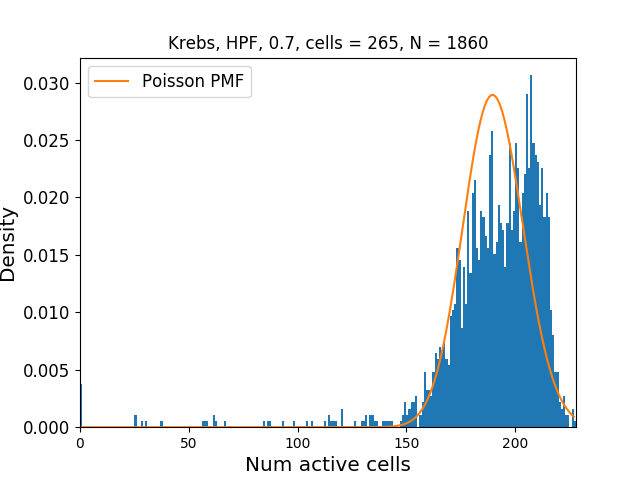 Krebs, HPF, 0.7, cells = 265, N = 1860
Poisson PMF
0.030
0.025
0.020
0.015
0.010
0.005
0.000
Density
0 50 100 150 200
Num active cells